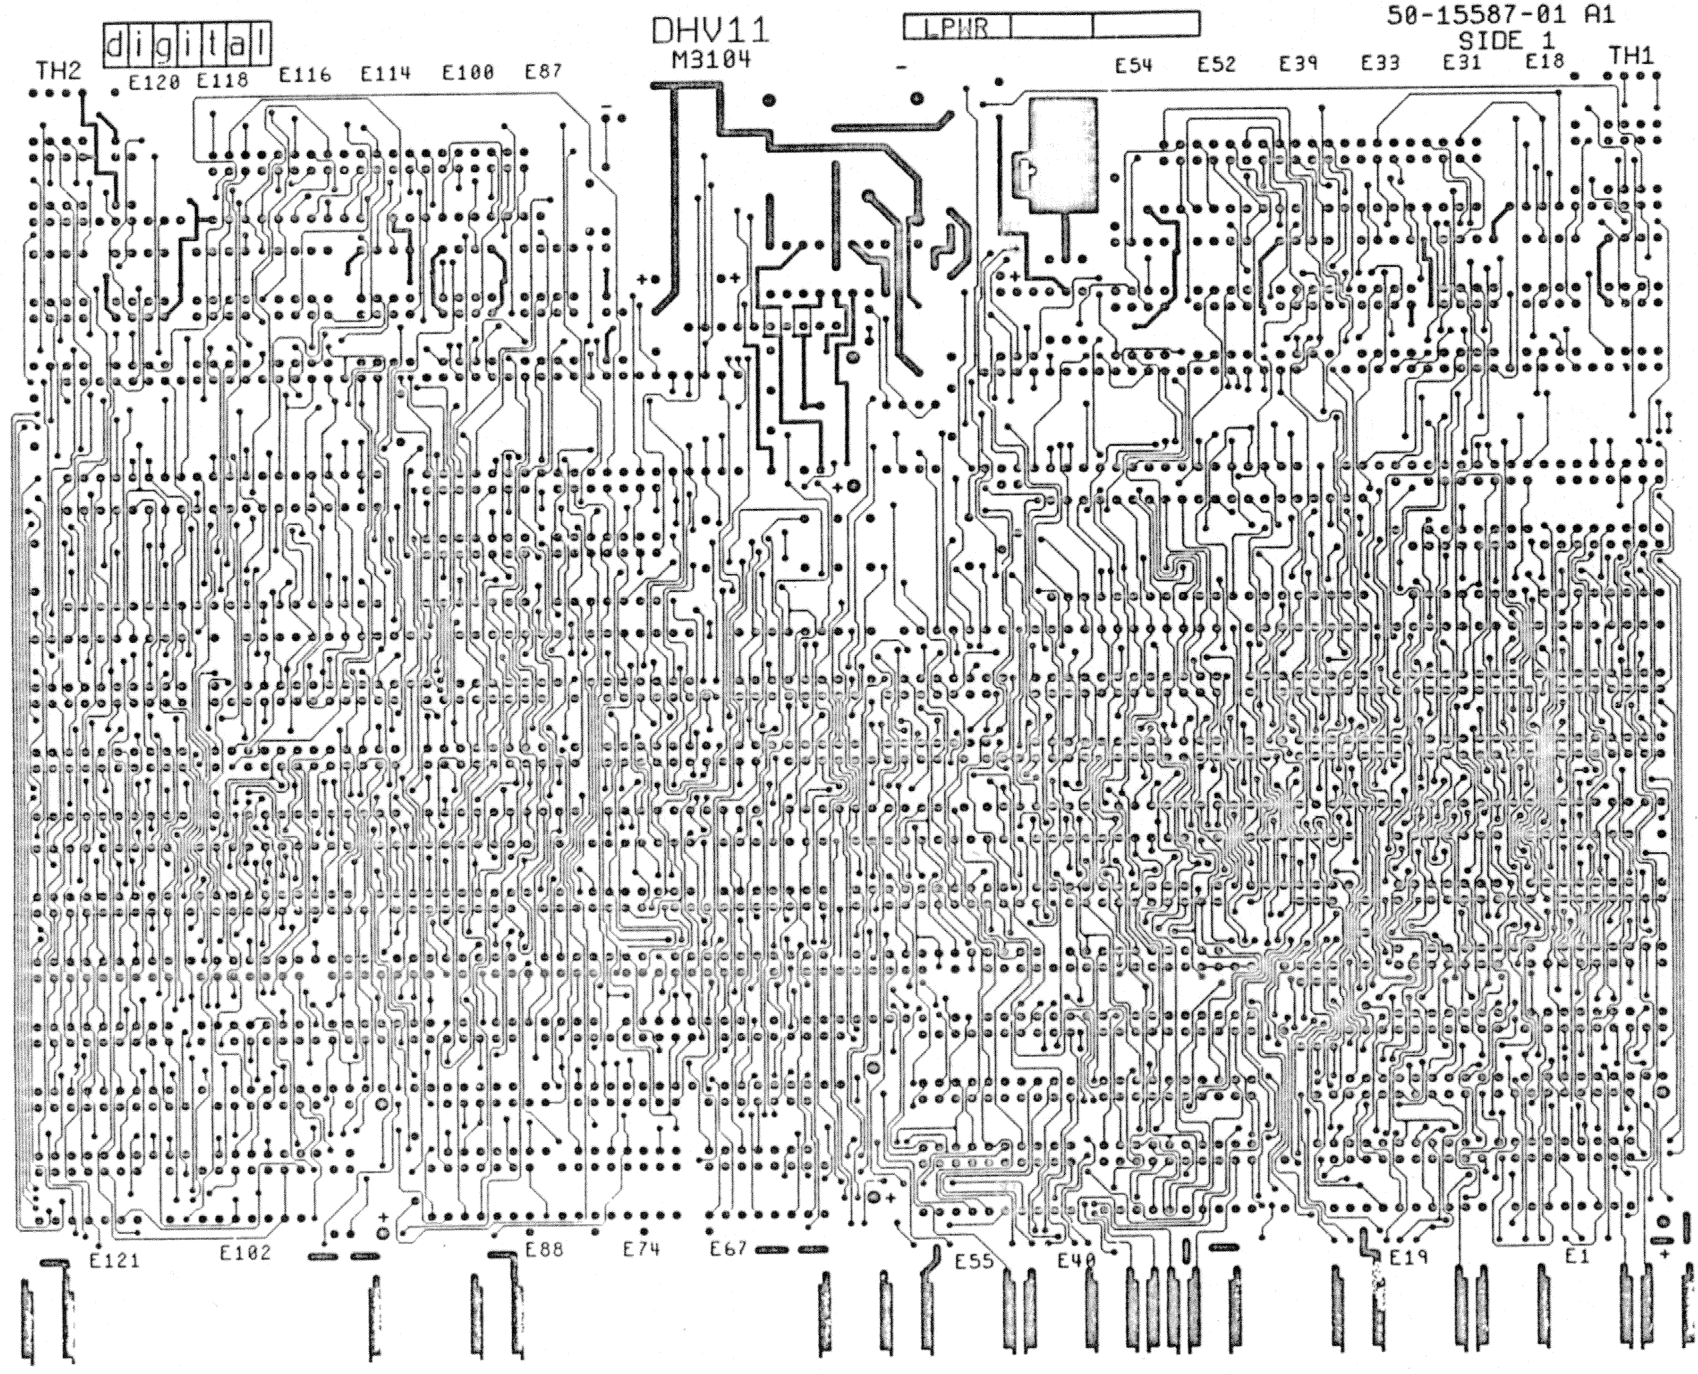 digital
DHV11
M3104
LPWR
50-15587-01 A1
SIDE 1
TH2 E120 E118 E116 E114 E100 E87
E54 E52 E39 E33 E31 E18 TH1
E121 E102 E88 E74 E67 E55 E40 E19 E1